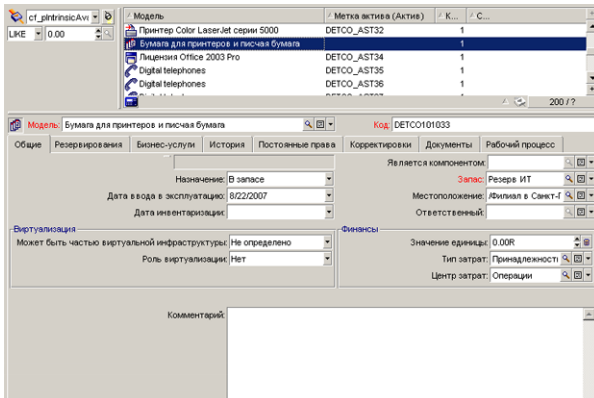 cf_pIntrinsicAvi
LIKE 0.00
Модель Метка актива (Актив) К... С...
Принтер Color LaserJet серии 5000 DETCO_AST32 1
Бумага для принтеров и писчая бумага 1
Лицензия Office 2003 Pro DETCO_AST34 1
Digital telephones DETCO_AST35 1
Digital telephones DETCO_AST36 1
200 / ?
Модель: Бумага для принтеров и писчая бумага Код: DETCO101033
Общие Резервирования Бизнес-услуги История Постоянные права Корректировки Документы Рабочий процесс
Является компонентом:
Назначение: В запасе Запас: Резерв ИТ
Дата ввода в эксплуатацию: 8/22/2007 Местоположение: /Филиал в Санкт-Г
Дата инвентаризации: Ответственный:
Виртуализация Финансы
Может быть частью виртуальной инфраструктуры: Не определено Значение единицы: 0.00R
Роль виртуализации: Нет Тип затрат: Принадлежности
Центр затрат: Операции
Комментарий: